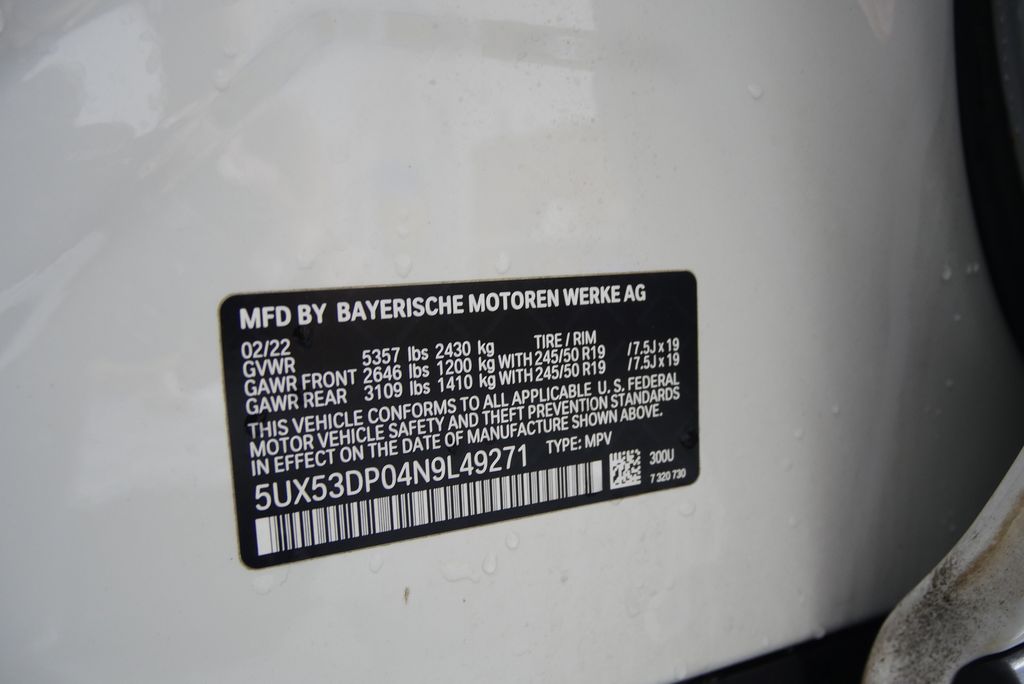 MFD BY BAYERISCHE MOTOREN WERKE AG
02/22
GVWR 5357 lbs 2430 kg TIRE / RIM
GAWR FRONT 2646 lbs 1200 kg WITH 245/50 R19 / 7.5J x 19
GAWR REAR 3109 lbs 1410 kg WITH 245/50 R19 / 7.5J x 19
THIS VEHICLE CONFORMS TO ALL APPLICABLE U.S. FEDERAL
MOTOR VEHICLE SAFETY AND THEFT PREVENTION STANDARDS
IN EFFECT ON THE DATE OF MANUFACTURE SHOWN ABOVE.
5UX53DP04N9L49271 TYPE: MPV
300U
7 320 730